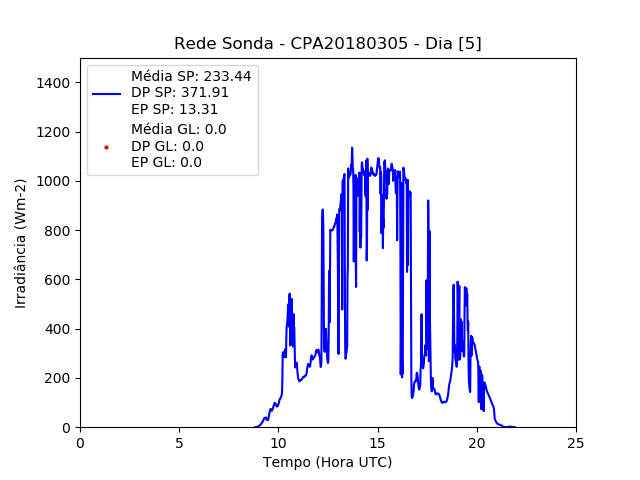 Rede Sonda - CPA20180305 - Dia [5]
Média SP: 233.44
DP SP: 371.91
EP SP: 13.31
Média GL: 0.0
DP GL: 0.0
EP GL: 0.0
1400
1200
1000
800
600
400
200
0
Irradiância (Wm-2)
0 5 10 15 20 25
Tempo (Hora UTC)